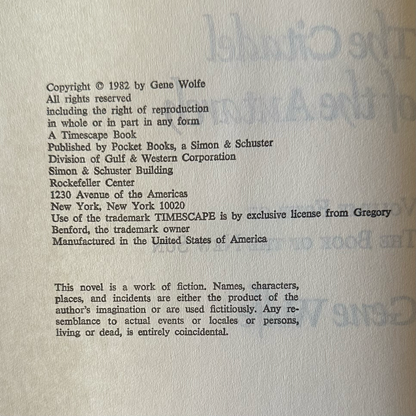 Copyright © 1982 by Gene Wolfe
All rights reserved
including the right of reproduction
in whole or in part in any form
A Timescape Book
Published by Pocket Books, a Simon & Schuster
Division of Gulf & Western Corporation
Simon & Schuster Building
Rockefeller Center
1230 Avenue of the Americas
New York, New York 10020
Use of the trademark TIMESCAPE is by exclusive license from Gregory
Benford, the trademark owner
Manufactured in the United States of America
This novel is a work of fiction. Names, characters,
places, and incidents are either the product of the
author's imagination or are used fictitiously. Any re-
semblance to actual events or locales or persons,
living or dead, is entirely coincidental.